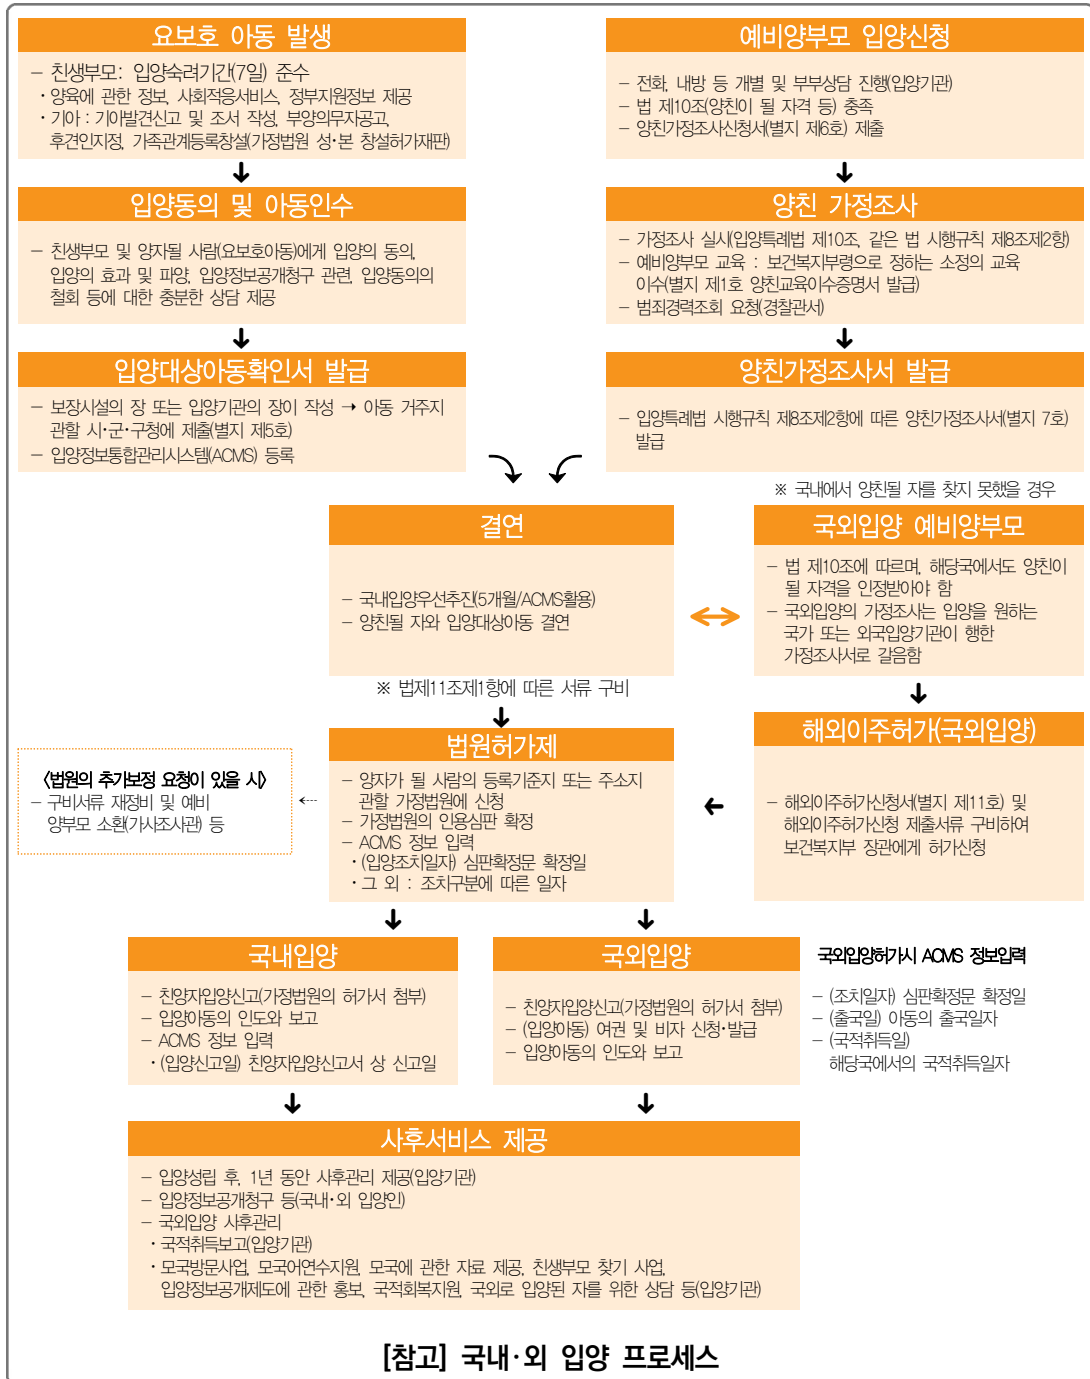 요보호 아동 발생
– 친생부모: 입양숙려기간(7일) 준수
・양육에 관한 정보, 사회적응서비스, 정부지원정보 제공
・기아 : 기아발견신고 및 조서 작성, 부양의무자공고,
후견인지정, 가족관계등록창설(가정법원 성·본 창설허가재판)
입양동의 및 아동인수
– 친생부모 및 양자될 사람(요보호아동)에게 입양의 동의,
입양의 효과 및 파양, 입양정보공개청구 관련, 입양동의의
철회 등에 대한 충분한 상담 제공
입양대상아동확인서 발급
– 보장시설의 장 또는 입양기관의 장이 작성 → 아동 거주지
관할 시·군·구청에 제출(별지 제5호)
– 입양정보통합관리시스템(ACMS) 등록
예비양부모 입양신청
– 전화, 내방 등 개별 및 부부상담 진행(입양기관)
– 법 제10조(양친이 될 자격 등) 충족
– 양친가정조사신청서(별지 제6호) 제출
양친 가정조사
– 가정조사 실시(입양특례법 제10조, 같은 법 시행규칙 제8조제2항)
– 예비양부모 교육 : 보건복지부령으로 정하는 소정의 교육
이수(별지 제1호 양친교육이수증명서 발급)
– 범죄경력조회 요청(경찰관서)
양친가정조사서 발급
– 입양특례법 시행규칙 제8조제2항에 따른 양친가정조사서(별지 7호)
발급
※ 국내에서 양친될 자를 찾지 못했을 경우
결연
– 국내입양우선추진(5개월/ACMS활용)
– 양친될 자와 입양대상아동 결연
※ 법제11조제1항에 따른 서류 구비
국외입양 예비양부모
– 법 제10조에 따르며, 해당국에서도 양친이
될 자격을 인정받아야 함
– 국외입양의 가정조사는 입양을 원하는
국가 또는 외국입양기관이 행한
가정조사서로 갈음함
해외이주허가(국외입양)
– 해외이주허가신청서(별지 제11호) 및
해외이주허가신청 제출서류 구비하여
보건복지부 장관에게 허가신청
법원허가제
– 양자가 될 사람의 등록기준지 또는 주소지
관할 가정법원에 신청
– 가정법원의 인용심판 확정
– ACMS 정보 입력
・(입양조치일자) 심판확정문 확정일
・그 외 : 조치구분에 따른 일자
〈법원의 추가보정 요청이 있을 시〉
– 구비서류 재정비 및 예비
양부모 소환(가사조사관) 등
국내입양
– 친양자입양신고(가정법원의 허가서 첨부)
– 입양아동의 인도와 보고
– ACMS 정보 입력
・(입양신고일) 친양자입양신고서 상 신고일
국외입양
– 친양자입양신고(가정법원의 허가서 첨부)
– (입양아동) 여권 및 비자 신청·발급
– 입양아동의 인도와 보고
국외입양허가시 ACMS 정보입력
– (조치일자) 심판확정문 확정일
– (출국일) 아동의 출국일자
– (국적취득일)
해당국에서의 국적취득일자
사후서비스 제공
– 입양성립 후, 1년 동안 사후관리 제공(입양기관)
– 입양정보공개청구 등(국내·외 입양인)
– 국외입양 사후관리
・국적취득보고(입양기관)
・모국방문사업, 모국어연수지원, 모국에 관한 자료 제공, 친생부모 찾기 사업,
입양정보공개제도에 관한 홍보, 국적회복지원, 국외로 입양된 자를 위한 상담 등(입양기관)
[참고] 국내·외 입양 프로세스